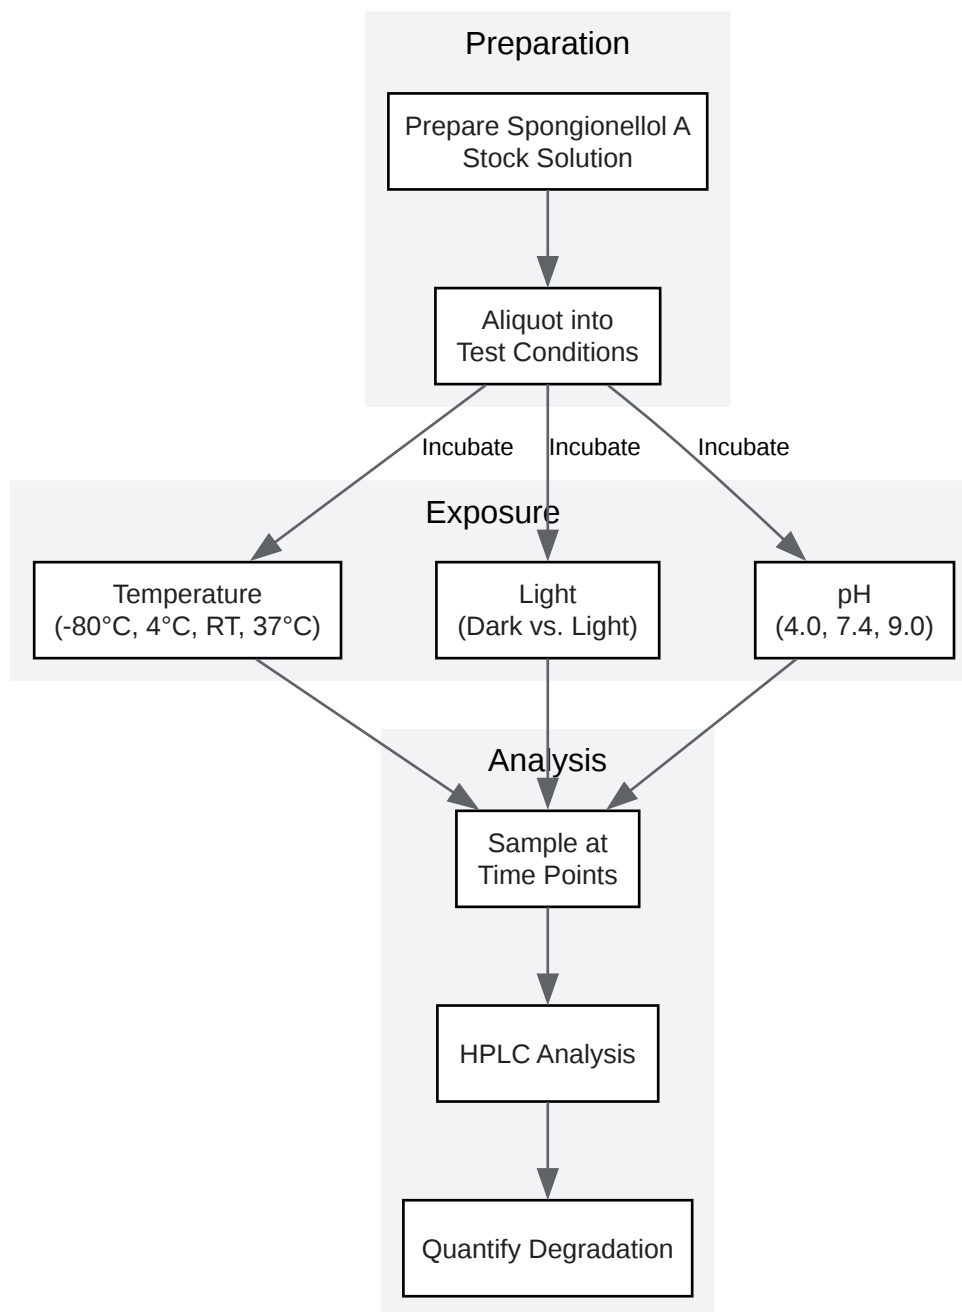 Preparation
Prepare Spongionellol A
Stock Solution
Aliquot into
Test Conditions
Incubate
Incubate
Incubate
Exposure
Temperature
(-80°C, 4°C, RT, 37°C)
Light
(Dark vs. Light)
pH
(4.0, 7.4, 9.0)
Analysis
Sample at
Time Points
HPLC Analysis
Quantify Degradation